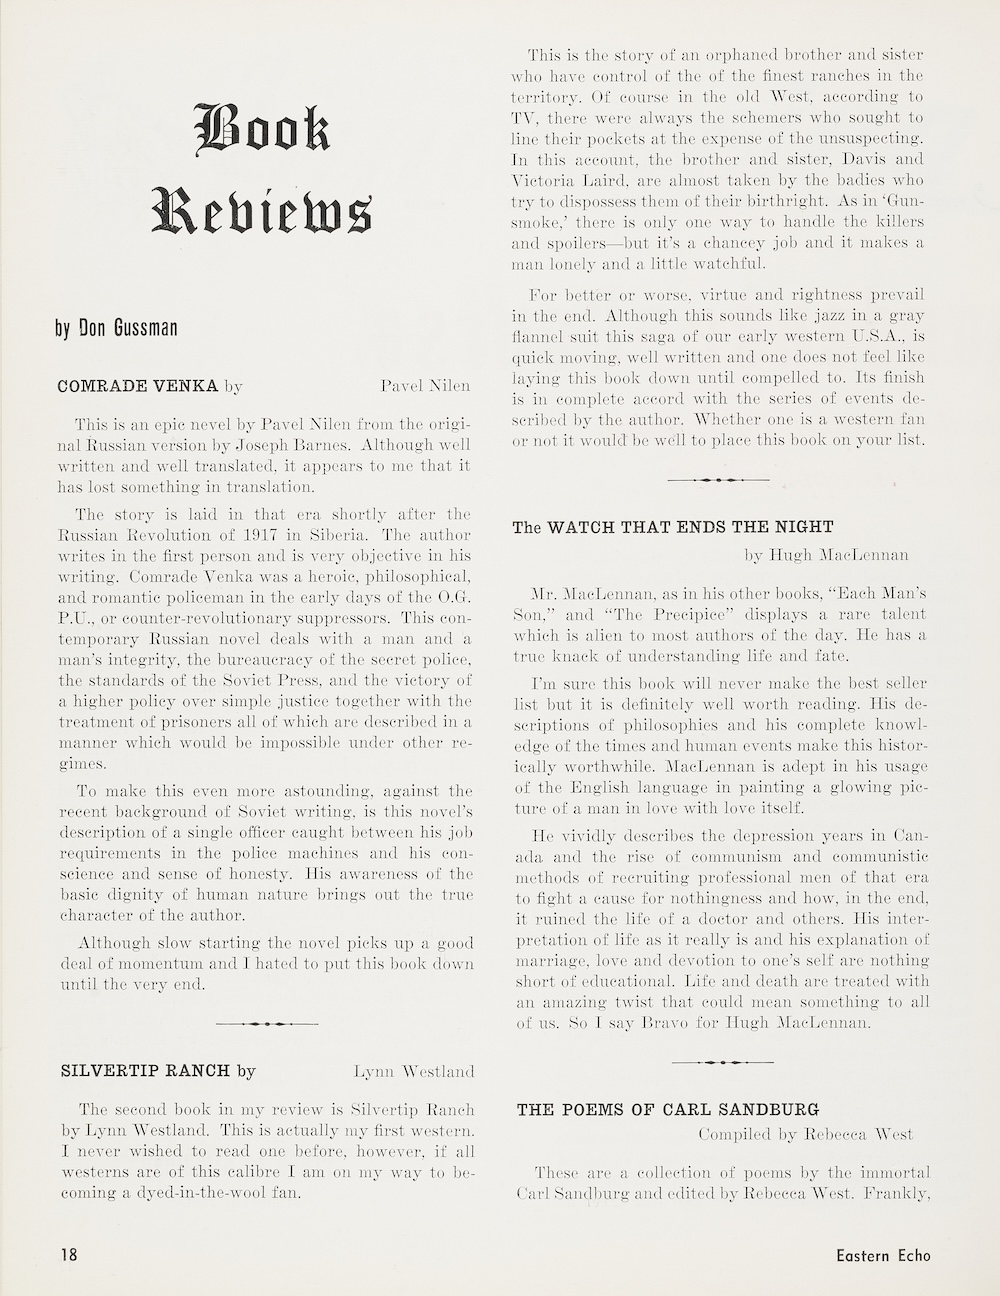 Book
Reviews
by Don Gussman
COMRADE VENKA by Pavel Nilen
This is an epic nevel by Pavel Nilen from the origi-
nal Russian version by Joseph Barnes. Although well
written and well translated, it appears to me that it
has lost something in translation.
The story is laid in that era shortly after the
Russian Revolution of 1917 in Siberia. The author
writes in the first person and is very objective in his
writing. Comrade Venka was a heroic, philosophical,
and romantic policeman in the early days of the O.G.
P.U., or counter-revolutionary suppressors. This con-
temporary Russian novel deals with a man and a
man's integrity, the bureaucracy of the secret police,
the standards of the Soviet Press, and the victory of
a higher policy over simple justice together with the
treatment of prisoners all of which are described in a
manner which would be impossible under other re-
gimes.
To make this even more astounding, against the
recent background of Soviet writing, is this novel's
description of a single officer caught between his job
requirements in the police machines and his con-
science and sense of honesty. His awareness of the
basic dignity of human nature brings out the true
character of the author.
Although slow starting the novel picks up a good
deal of momentum and I hated to put this book down
until the very end.
SILVERTIP RANCH by Lynn Westland
The second book in my review is Silvertip Ranch
by Lynn Westland. This is actually my first western.
I never wished to read one before, however, if all
westerns are of this calibre I am on my way to be-
coming a dyed-in-the-wool fan.
This is the story of an orphaned brother and sister
who have control of the of the finest ranches in the
territory. Of course in the old West, according to
TV, there were always the schemers who sought to
line their pockets at the expense of the unsuspecting.
In this account, the brother and sister, Davis and
Victoria Laird, are almost taken by the badies who
try to dispossess them of their birthright. As in 'Gun-
smoke,' there is only one way to handle the killers
and spoilers—but it's a chancey job and it makes a
man lonely and a little watchful.
For better or worse, virtue and rightness prevail
in the end. Although this sounds like jazz in a gray
flannel suit this saga of our early western U.S.A., is
quick moving, well written and one does not feel like
laying this book down until compelled to. Its finish
is in complete accord with the series of events de-
scribed by the author. Whether one is a western fan
or not it would be well to place this book on your list.
The WATCH THAT ENDS THE NIGHT
by Hugh MacLennan
Mr. MacLennan, as in his other books, "Each Man's
Son," and "The Precipice" displays a rare talent
which is alien to most authors of the day. He has a
true knack of understanding life and fate.
I'm sure this book will never make the best seller
list but it is definitely well worth reading. His de-
scriptions of philosophies and his complete knowl-
edge of the times and human events make this histor-
ically worthwhile. MacLennan is adept in his usage
of the English language in painting a glowing pic-
ture of a man in love with love itself.
He vividly describes the depression years in Can-
ada and the rise of communism and communistic
methods of recruiting professional men of that era
to fight a cause for nothingness and how, in the end,
it ruined the life of a doctor and others. His inter-
pretation of life as it really is and his explanation of
marriage, love and devotion to one's self are nothing
short of educational. Life and death are treated with
an amazing twist that could mean something to all
of us. So I say Bravo for Hugh MacLennan.
THE POEMS OF CARL SANDBURG
Compiled by Rebecca West
These are a collection of poems by the immortal
Carl Sandburg and edited by Rebecca West. Frankly,
18
Eastern Echo